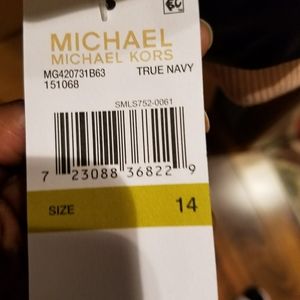 MICHAEL
MICHAEL KORS
MG420731B63 TRUE NAVY
151068
SMLS752-0061
7 23088 36822 9
SIZE 14